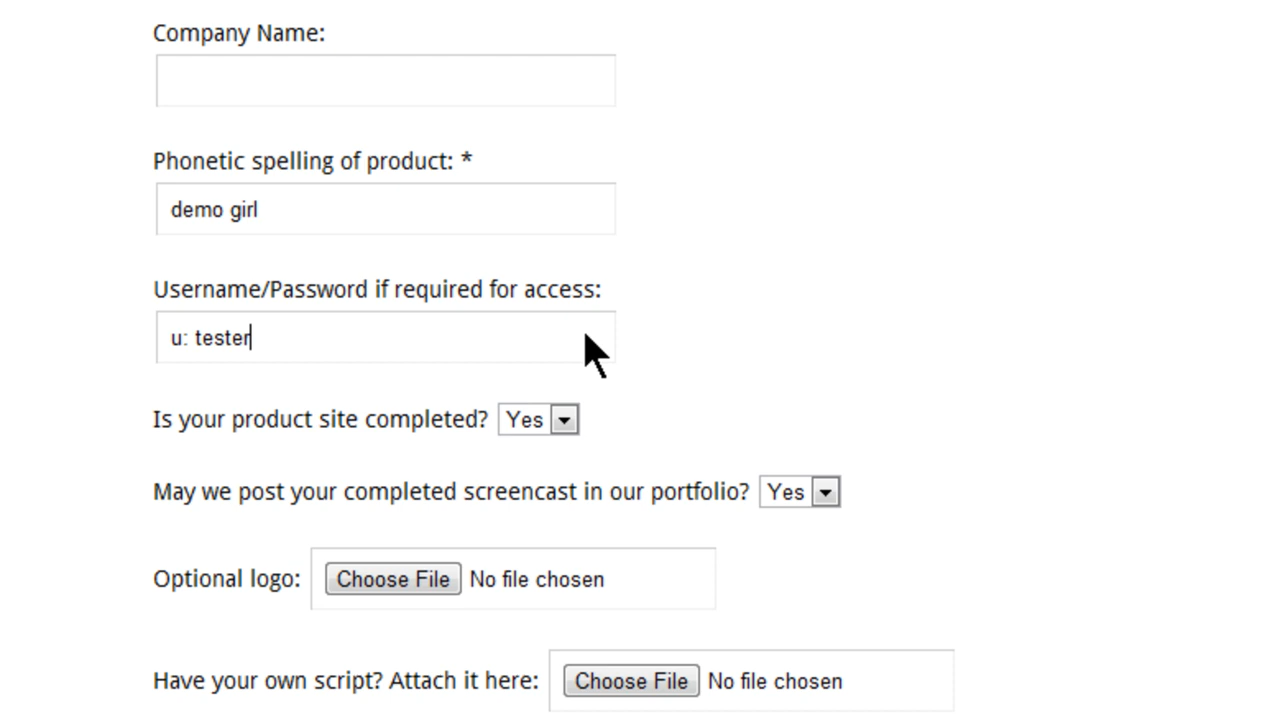 Company Name:
Phonetic spelling of product: *
demo girl
Username/Password if required for access:
u: tester
Is your product site completed? Yes
May we post your completed screencast in our portfolio? Yes
Optional logo: Choose File No file chosen
Have your own script? Attach it here: Choose File No file chosen